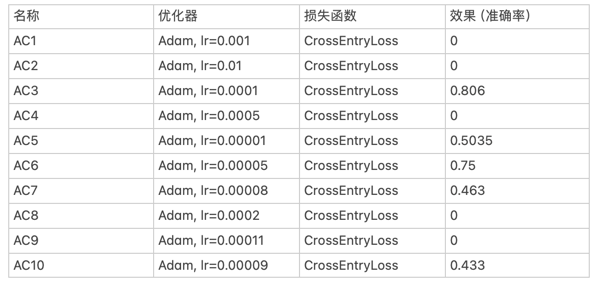 名称 优化器 损失函数 效果 (准确率)
AC1 Adam, lr=0.001 CrossEntryLoss 0
AC2 Adam, lr=0.01 CrossEntryLoss 0
AC3 Adam, lr=0.0001 CrossEntryLoss 0.806
AC4 Adam, lr=0.0005 CrossEntryLoss 0
AC5 Adam, lr=0.00001 CrossEntryLoss 0.5035
AC6 Adam, lr=0.00005 CrossEntryLoss 0.75
AC7 Adam, lr=0.00008 CrossEntryLoss 0.463
AC8 Adam, lr=0.0002 CrossEntryLoss 0
AC9 Adam, lr=0.00011 CrossEntryLoss 0
AC10 Adam, lr=0.00009 CrossEntryLoss 0.433